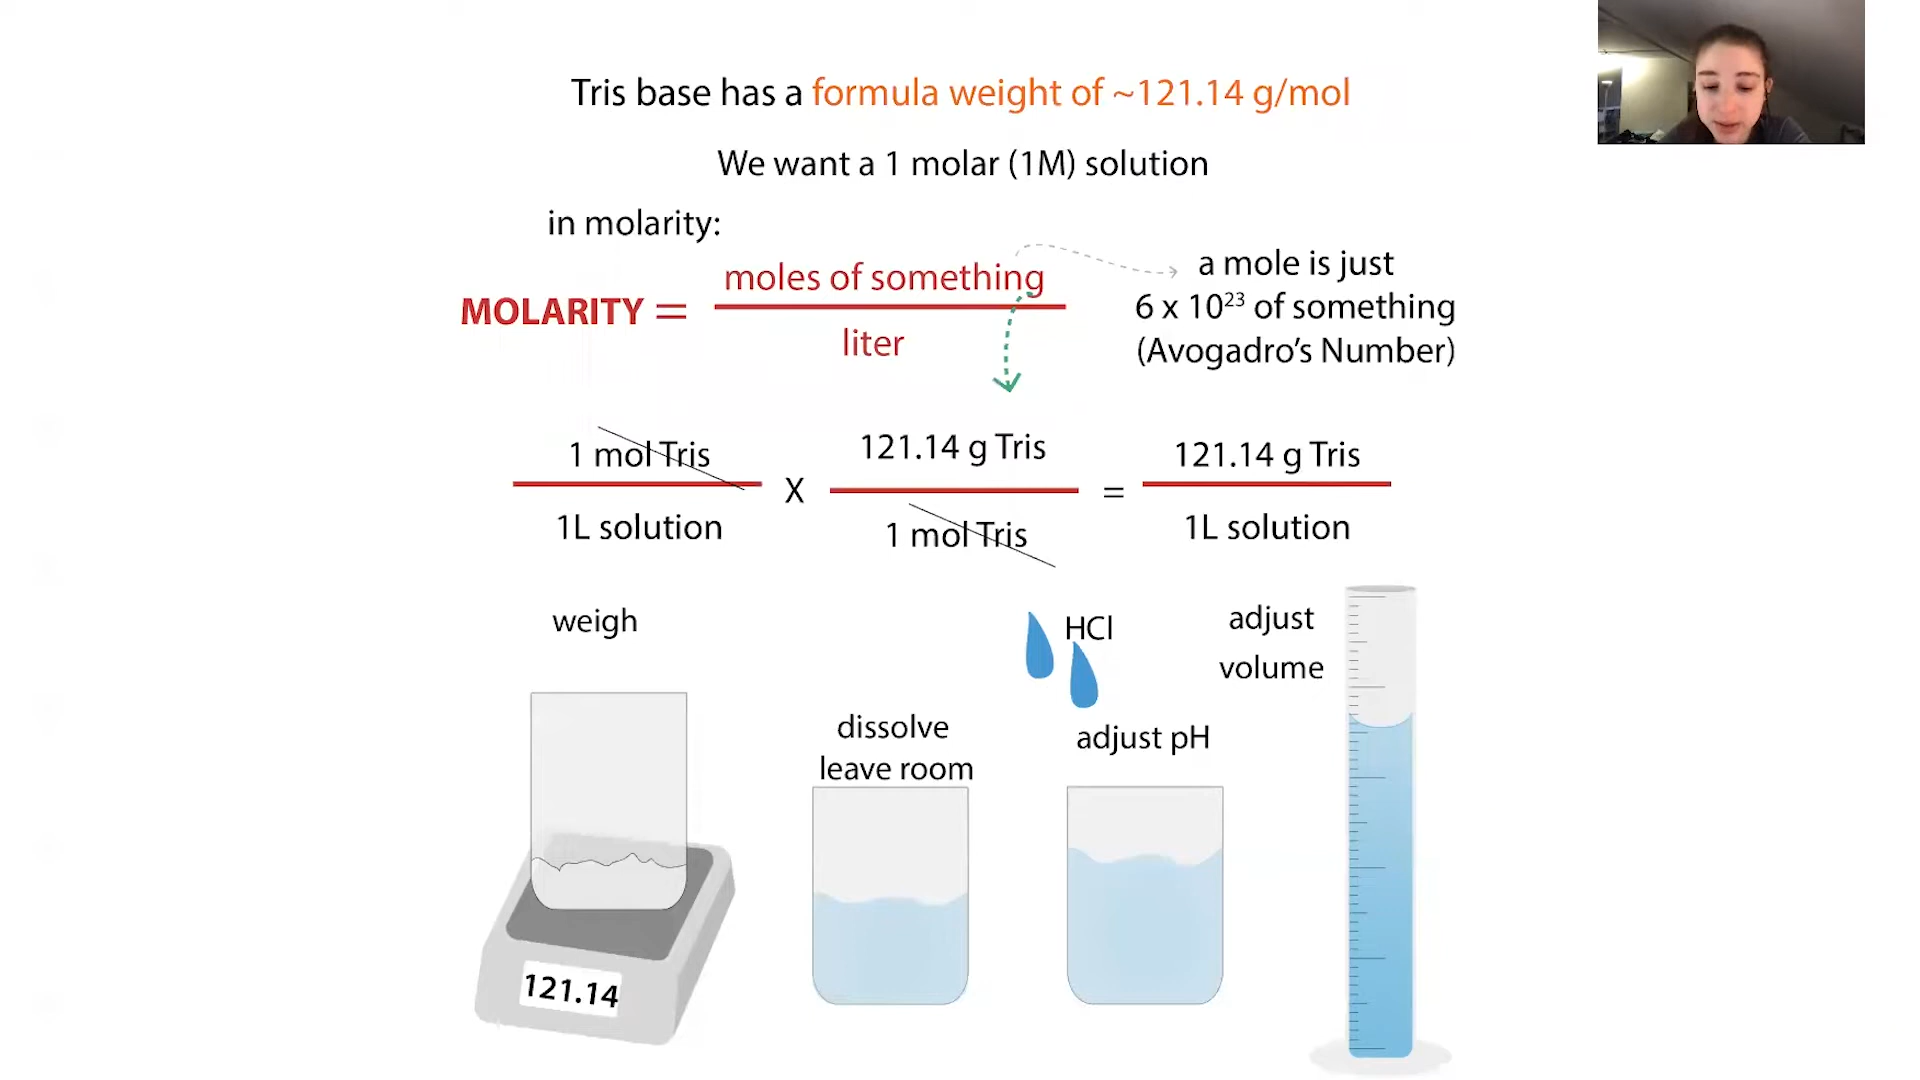 Tris base has a formula weight of ~121.14 g/mol
We want a 1 molar (1M) solution
in molarity:
MOLARITY =
moles of something
liter
a mole is just
6 x 10²³ of something
(Avogadro’s Number)
1 mol Tris
1L solution
X
121.14 g Tris
1 mol Tris
=
121.14 g Tris
1L solution
weigh
121.14
dissolve
leave room
HCl
adjust pH
adjust
volume